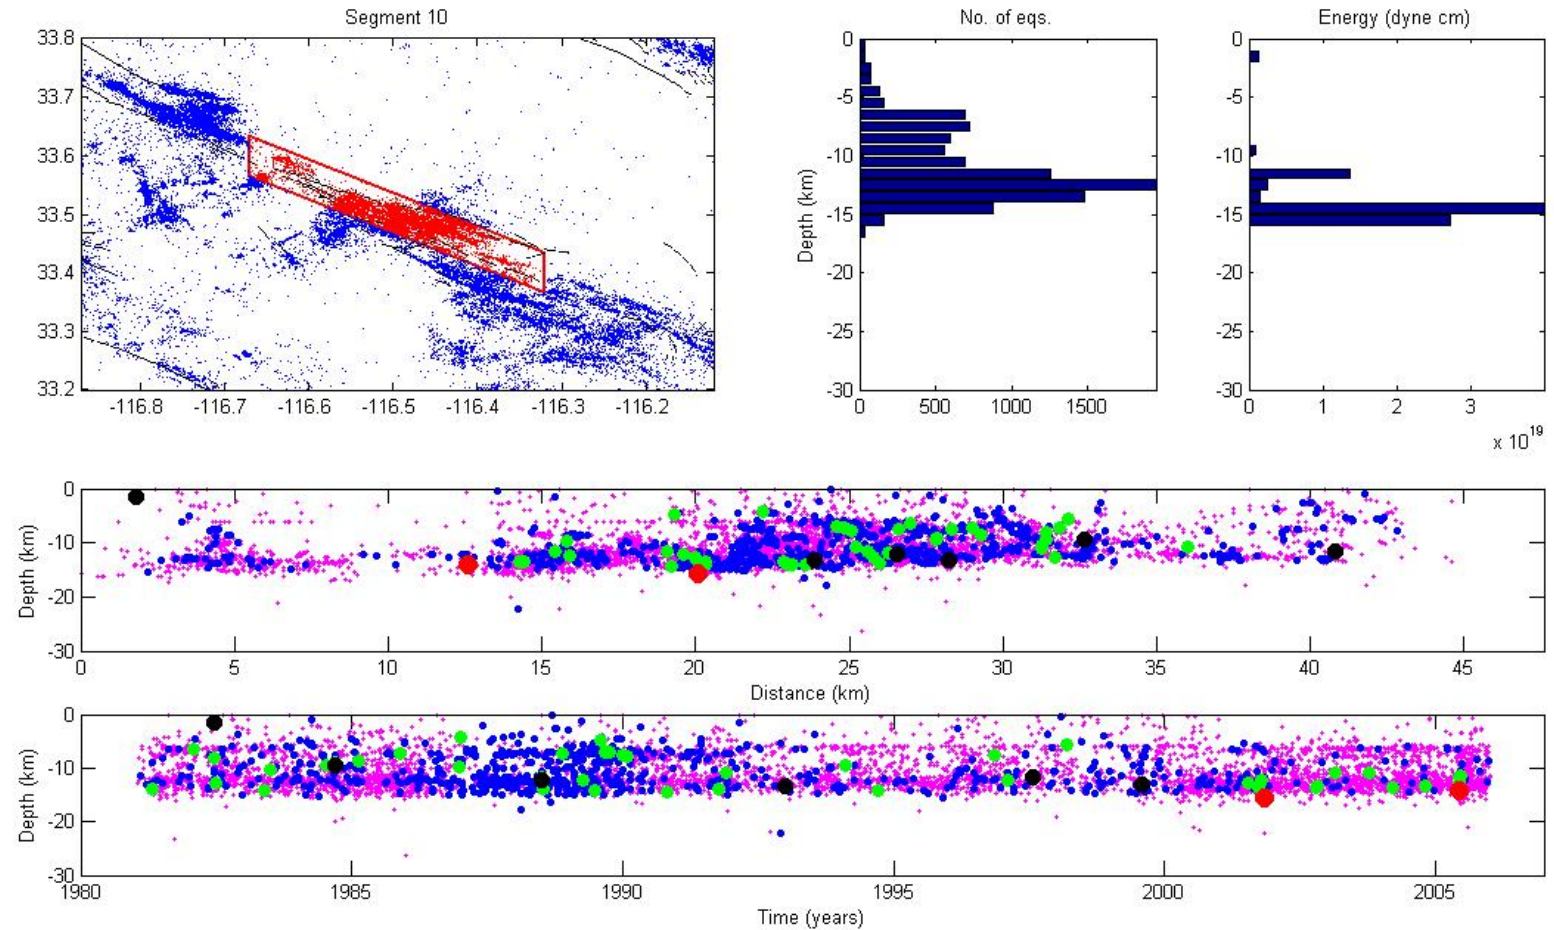 Segment 10
33.8
33.7
33.6
33.5
33.4
33.3
33.2
-116.8 -116.7 -116.6 -116.5 -116.4 -116.3 -116.2
No. of eqs.
Depth (km)
0
-5
-10
-15
-20
-25
-30
0 500 1000 1500
Energy (dyne cm)
0
-5
-10
-15
-20
-25
-30
0 1 2 3
x 10^19
Depth (km)
0
-10
-20
-30
0 5 10 15 20 25 30 35 40 45
Distance (km)
Depth (km)
0
-10
-20
-30
1980 1985 1990 1995 2000 2005
Time (years)